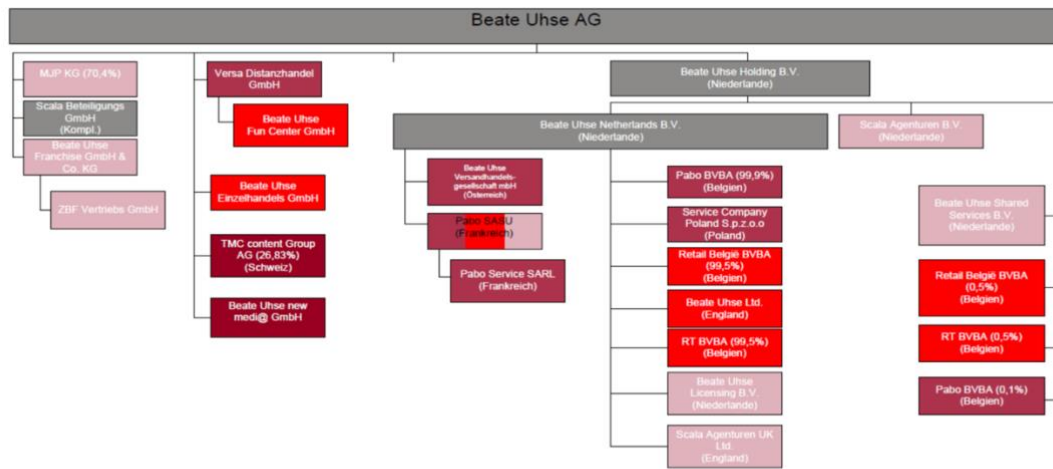 Beate Uhse AG
MJP KG (70,4%)
Scala Beteiligungs
GmbH
(Kompl.)
Beate Uhse
Franchise GmbH &
Co. KG
ZBF Vertriebs GmbH
Versa Distanzhandel
GmbH
Beate Uhse
Fun Center GmbH
Beate Uhse
Einzelhandels GmbH
TMC content Group
AG (26,83%)
(Schweiz)
Beate Uhse new
medi@ GmbH
Beate Uhse Holding B.V.
(Niederlande)
Beate Uhse Netherlands B.V.
(Niederlande)
Beate Uhse
Versandhandels-
gesellschaft mbH
(Österreich)
Pabo SASU
(Frankreich)
Pabo Service SARL
(Frankreich)
Pabo BVBA (99,9%)
(Belgien)
Service Company
Poland S.p.z.o.o
(Poland)
Retail België BVBA
(99,5%)
(Belgien)
Beate Uhse Ltd.
(England)
RT BVBA (99,5%)
(Belgien)
Beate Uhse
Licensing B.V.
(Niederlande)
Scala Agenturen UK
Ltd.
(England)
Scala Agenturen B.V.
(Niederlande)
Beate Uhse Shared
Services B.V.
(Niederlande)
Retail België BVBA
(0,5%)
(Belgien)
RT BVBA (0,5%)
(Belgien)
Pabo BVBA (0,1%)
(Belgien)